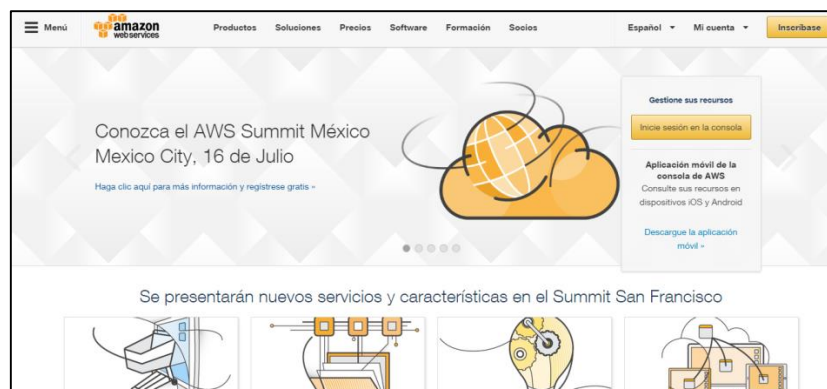 Menú
amazon
webservices
Productos Soluciones Precios Software Formación Socios
Español Mi cuenta Inscríbase
Conozca el AWS Summit México
Mexico City, 16 de Julio
Haga clic aquí para más información y regístrese gratis »
Gestione sus recursos
Inicie sesión en la consola
Aplicación móvil de la
consola de AWS
Consulte sus recursos en
dispositivos iOS y Android
Descargue la aplicación
móvil »
Se presentarán nuevos servicios y características en el Summit San Francisco